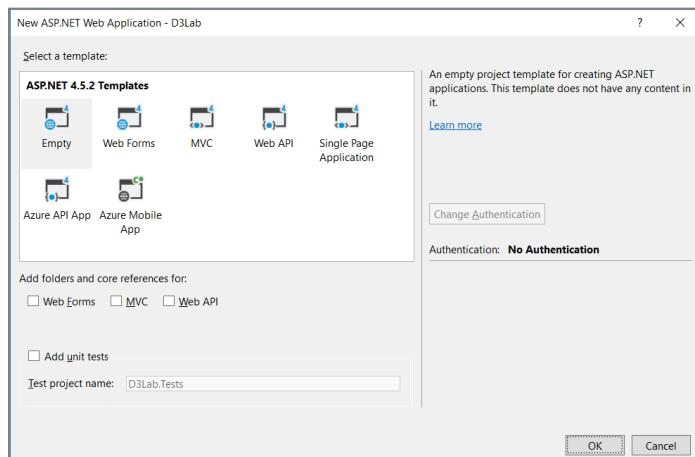 New ASP.NET Web Application - D3Lab
? ×
Select a template:
ASP.NET 4.5.2 Templates
Empty
Web Forms
MVC
Web API
Single Page
Application
Azure API App
Azure Mobile
App
An empty project template for creating ASP.NET
applications. This template does not have any content in
it.
Learn more
Change Authentication
Authentication: No Authentication
Add folders and core references for:
Web Forms MVC Web API
Add unit tests
Test project name: D3Lab.Tests
OK Cancel